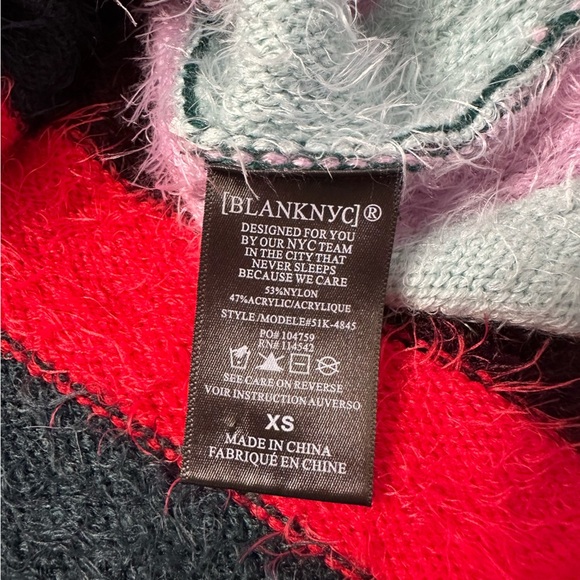 [BLANKNYC]®
DESIGNED FOR YOU
BY OUR NYC TEAM
IN THE CITY THAT
NEVER SLEEPS
BECAUSE WE CARE
53%NYLON
47%ACRYLIC/ACRYLIQUE
STYLE /MODELE#51K-4845
PO# 104759
RN# 114542
SEE CARE ON REVERSE
VOIR INSTRUCTION AUVERSO
XS
MADE IN CHINA
FABRIQUÉ EN CHINE